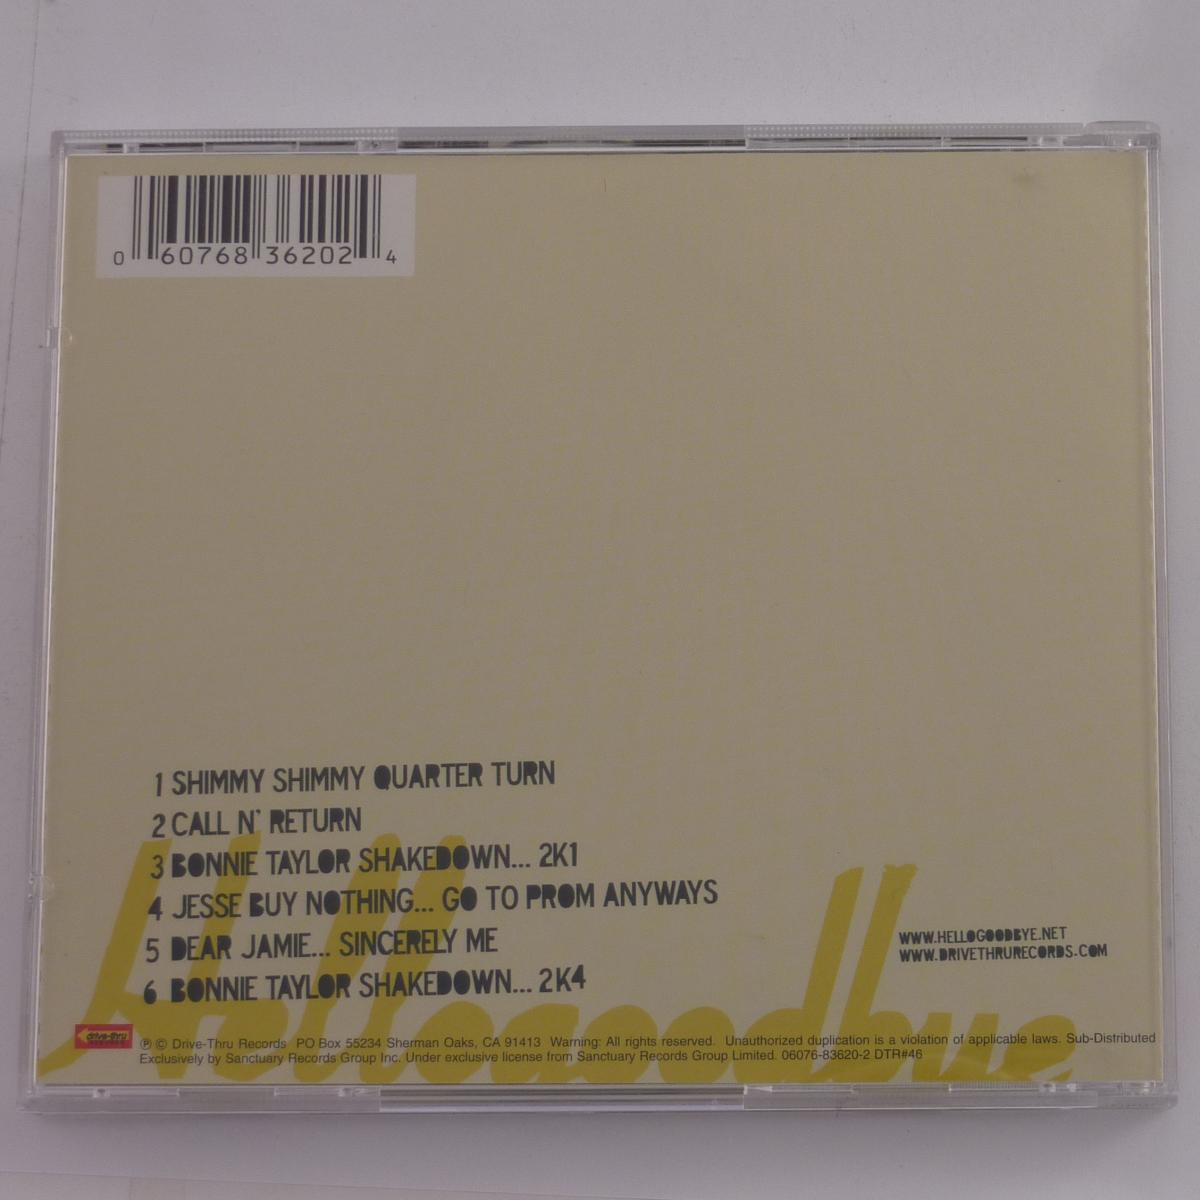 0 60768 36202 4
1 SHIMMY SHIMMY QUARTER TURN
2 CALL N' RETURN
3 BONNIE TAYLOR SHAKEDOWN... 2K1
4 JESSE BUY NOTHING... GO TO PROM ANYWAYS
5 DEAR JAMIE... SINCERELY ME
6 BONNIE TAYLOR SHAKEDOWN... 2K4
WWW.HELLOGOODBYE.NET
WWW.DRIVETHRURECORDS.COM
Hellogoodbye
drive-thru
RECORDS
℗ © Drive-Thru Records PO Box 55234 Sherman Oaks, CA 91413 Warning: All rights reserved. Unauthorized duplication is a violation of applicable laws. Sub-Distributed
Exclusively by Sanctuary Records Group Inc. Under exclusive license from Sanctuary Records Group Limited. 06076-83620-2 DTR#46